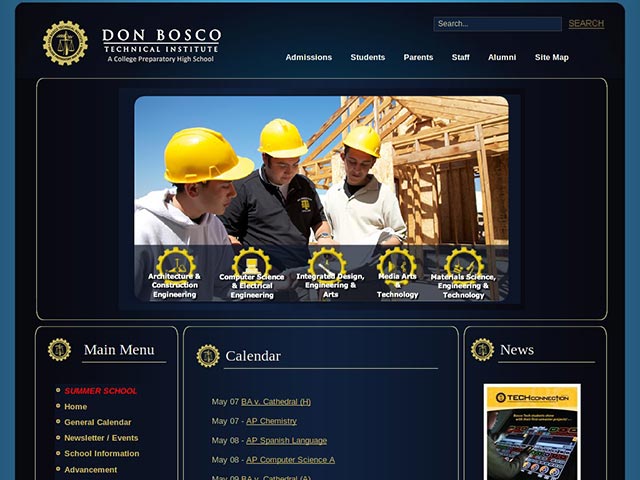 DON BOSCO
TECHNICAL INSTITUTE
A College Preparatory High School
Search...
SEARCH
Admissions Students Parents Staff Alumni Site Map
Architecture &
Construction
Engineering
Computer Science
& Electrical
Engineering
Integrated Design,
Engineering &
Arts
Media Arts
&
Technology
Materials Science,
Engineering &
Technology
Main Menu
SUMMER SCHOOL
Home
General Calendar
Newsletter / Events
School Information
Advancement
Calendar
May 07 BA v. Cathedral (H)
May 07 - AP Chemistry
May 08 - AP Spanish Language
May 08 - AP Computer Science A
May 09 BA v. Cathedral (A)
News
TECH CONNECTION